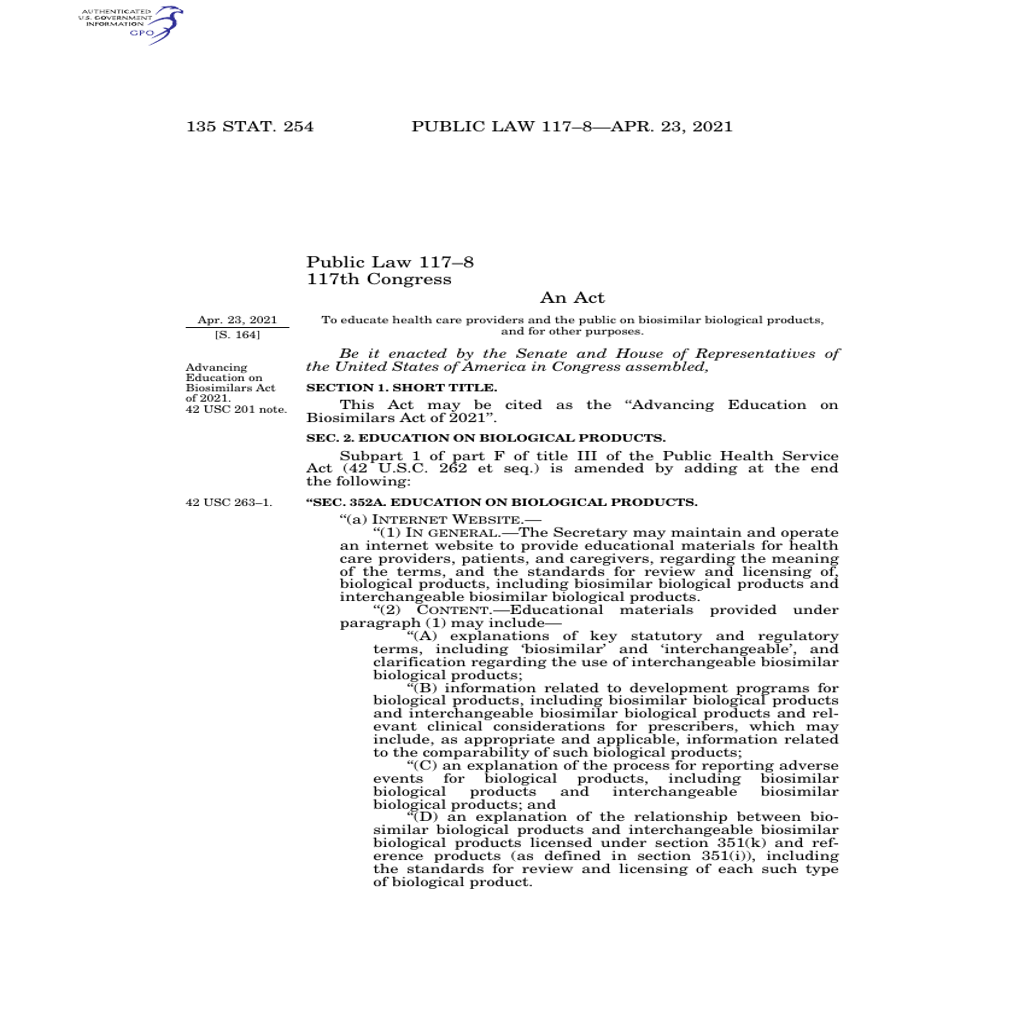 AUTHENTICATED
U.S. GOVERNMENT
INFORMATION
GPO
135 STAT. 254 PUBLIC LAW 117–8—APR. 23, 2021
Public Law 117–8
117th Congress
An Act
Apr. 23, 2021
[S. 164]
To educate health care providers and the public on biosimilar biological products,
and for other purposes.
Be it enacted by the Senate and House of Representatives of
the United States of America in Congress assembled,
Advancing
Education on
Biosimilars Act
of 2021.
42 USC 201 note.
SECTION 1. SHORT TITLE.
This Act may be cited as the “Advancing Education on
Biosimilars Act of 2021”.
SEC. 2. EDUCATION ON BIOLOGICAL PRODUCTS.
Subpart 1 of part F of title III of the Public Health Service
Act (42 U.S.C. 262 et seq.) is amended by adding at the end
the following:
42 USC 263–1.
“SEC. 352A. EDUCATION ON BIOLOGICAL PRODUCTS.
“(a) INTERNET WEBSITE.—
“(1) IN GENERAL.—The Secretary may maintain and operate
an internet website to provide educational materials for health
care providers, patients, and caregivers, regarding the meaning
of the terms, and the standards for review and licensing of,
biological products, including biosimilar biological products and
interchangeable biosimilar biological products.
“(2) CONTENT.—Educational materials provided under
paragraph (1) may include—
“(A) explanations of key statutory and regulatory
terms, including ‘biosimilar’ and ‘interchangeable’, and
clarification regarding the use of interchangeable biosimilar
biological products;
“(B) information related to development programs for
biological products, including biosimilar biological products
and interchangeable biosimilar biological products and rel-
evant clinical considerations for prescribers, which may
include, as appropriate and applicable, information related
to the comparability of such biological products;
“(C) an explanation of the process for reporting adverse
events for biological products, including biosimilar
biological products and interchangeable biosimilar
biological products; and
“(D) an explanation of the relationship between bio-
similar biological products and interchangeable biosimilar
biological products licensed under section 351(k) and ref-
erence products (as defined in section 351(i)), including
the standards for review and licensing of each such type
of biological product.